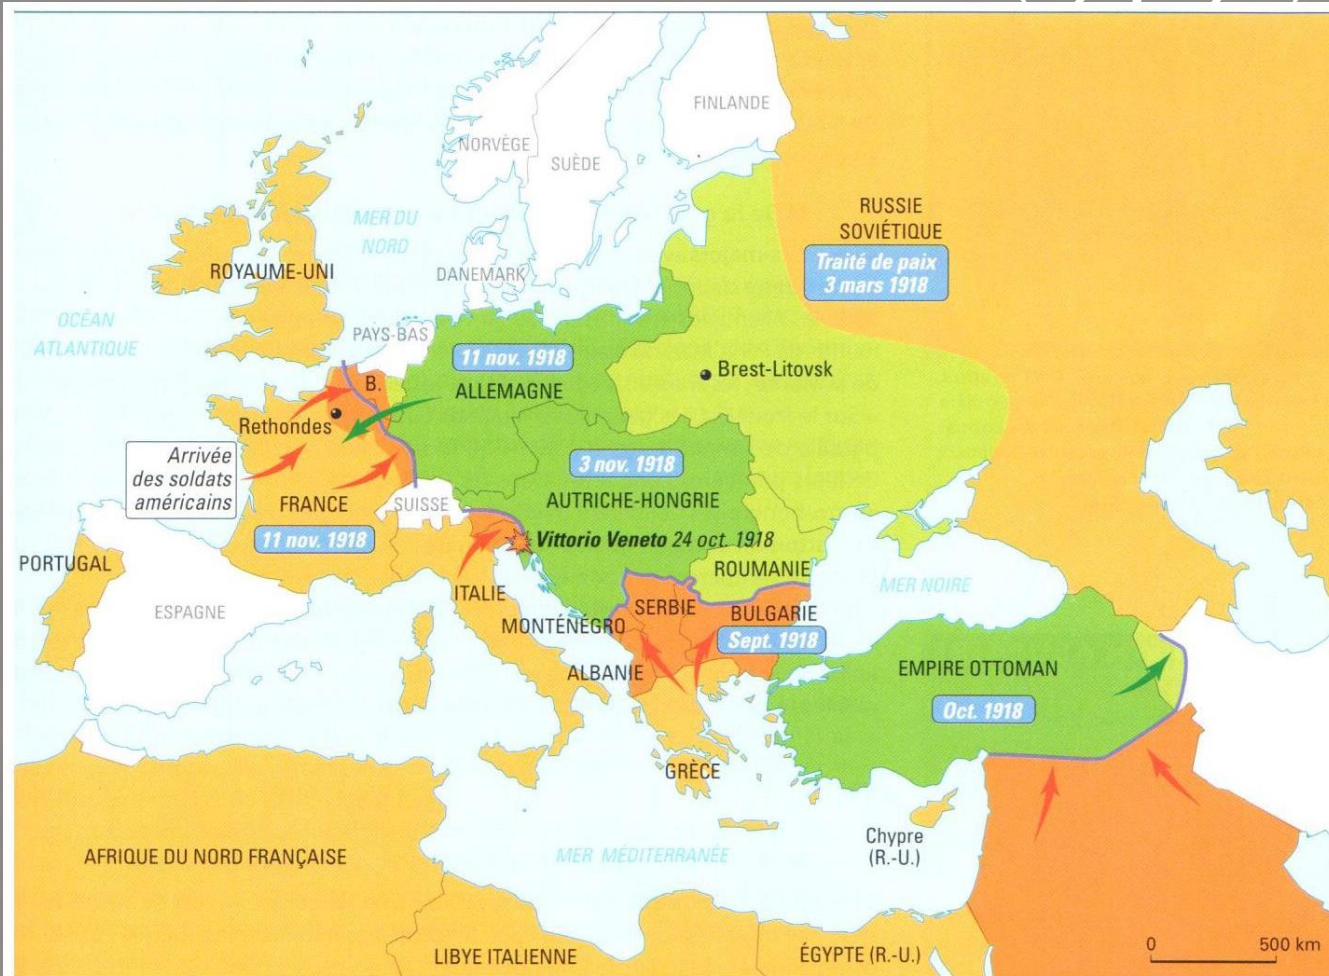 FINLANDE
NORVÈGE
SUÈDE
RUSSIE
SOVIÉTIQUE
Traité de paix
3 mars 1918
MER DU
NORD
ROYAUME-UNI
DANEMARK
OCÉAN
ATLANTIQUE
PAYS-BAS
11 nov. 1918
ALLEMAGNE
B.
Brest-Litovsk
Rethondes
Arrivée
des soldats
américains
3 nov. 1918
AUTRICHE-HONGRIE
FRANCE
11 nov. 1918
SUISSE
Vittorio Veneto 24 oct. 1918
PORTUGAL
ESPAGNE
ITALIE
ROUMANIE
MER NOIRE
SERBIE
BULGARIE
Sept. 1918
MONTÉNÉGRO
ALBANIE
EMPIRE OTTOMAN
Oct. 1918
GRÈCE
Chypre
(R.-U.)
AFRIQUE DU NORD FRANÇAISE
MER MÉDITERRANÉE
LIBYE ITALIENNE
ÉGYPTE (R.-U.)
0 500 km